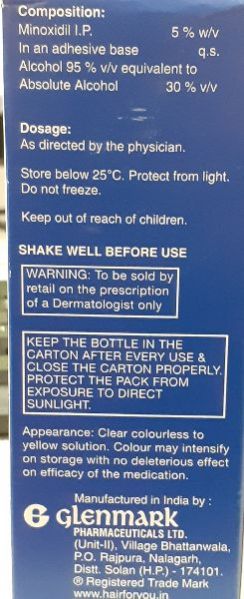 Composition:
Minoxidil I.P. 5 % w/v
In an adhesive base q.s.
Alcohol 95 % v/v equivalent to
Absolute Alcohol 30 % v/v
Dosage:
As directed by the physician.
Store below 25°C. Protect from light.
Do not freeze.
Keep out of reach of children.
SHAKE WELL BEFORE USE
WARNING: To be sold by
retail on the prescription
of a Dermatologist only
KEEP THE BOTTLE IN THE
CARTON AFTER EVERY USE &
CLOSE THE CARTON PROPERLY.
PROTECT THE PACK FROM
EXPOSURE TO DIRECT
SUNLIGHT.
Appearance: Clear colourless to
yellow solution. Colour may intensify
on storage with no deleterious effect
on efficacy of the medication.
Manufactured in India by :
glenmark
PHARMACEUTICALS LTD.
(Unit-II), Village Bhattanwala,
P.O. Rajpura, Nalagarh,
Distt. Solan (H.P.) - 174101.
® Registered Trade Mark
www.hairforyou.in